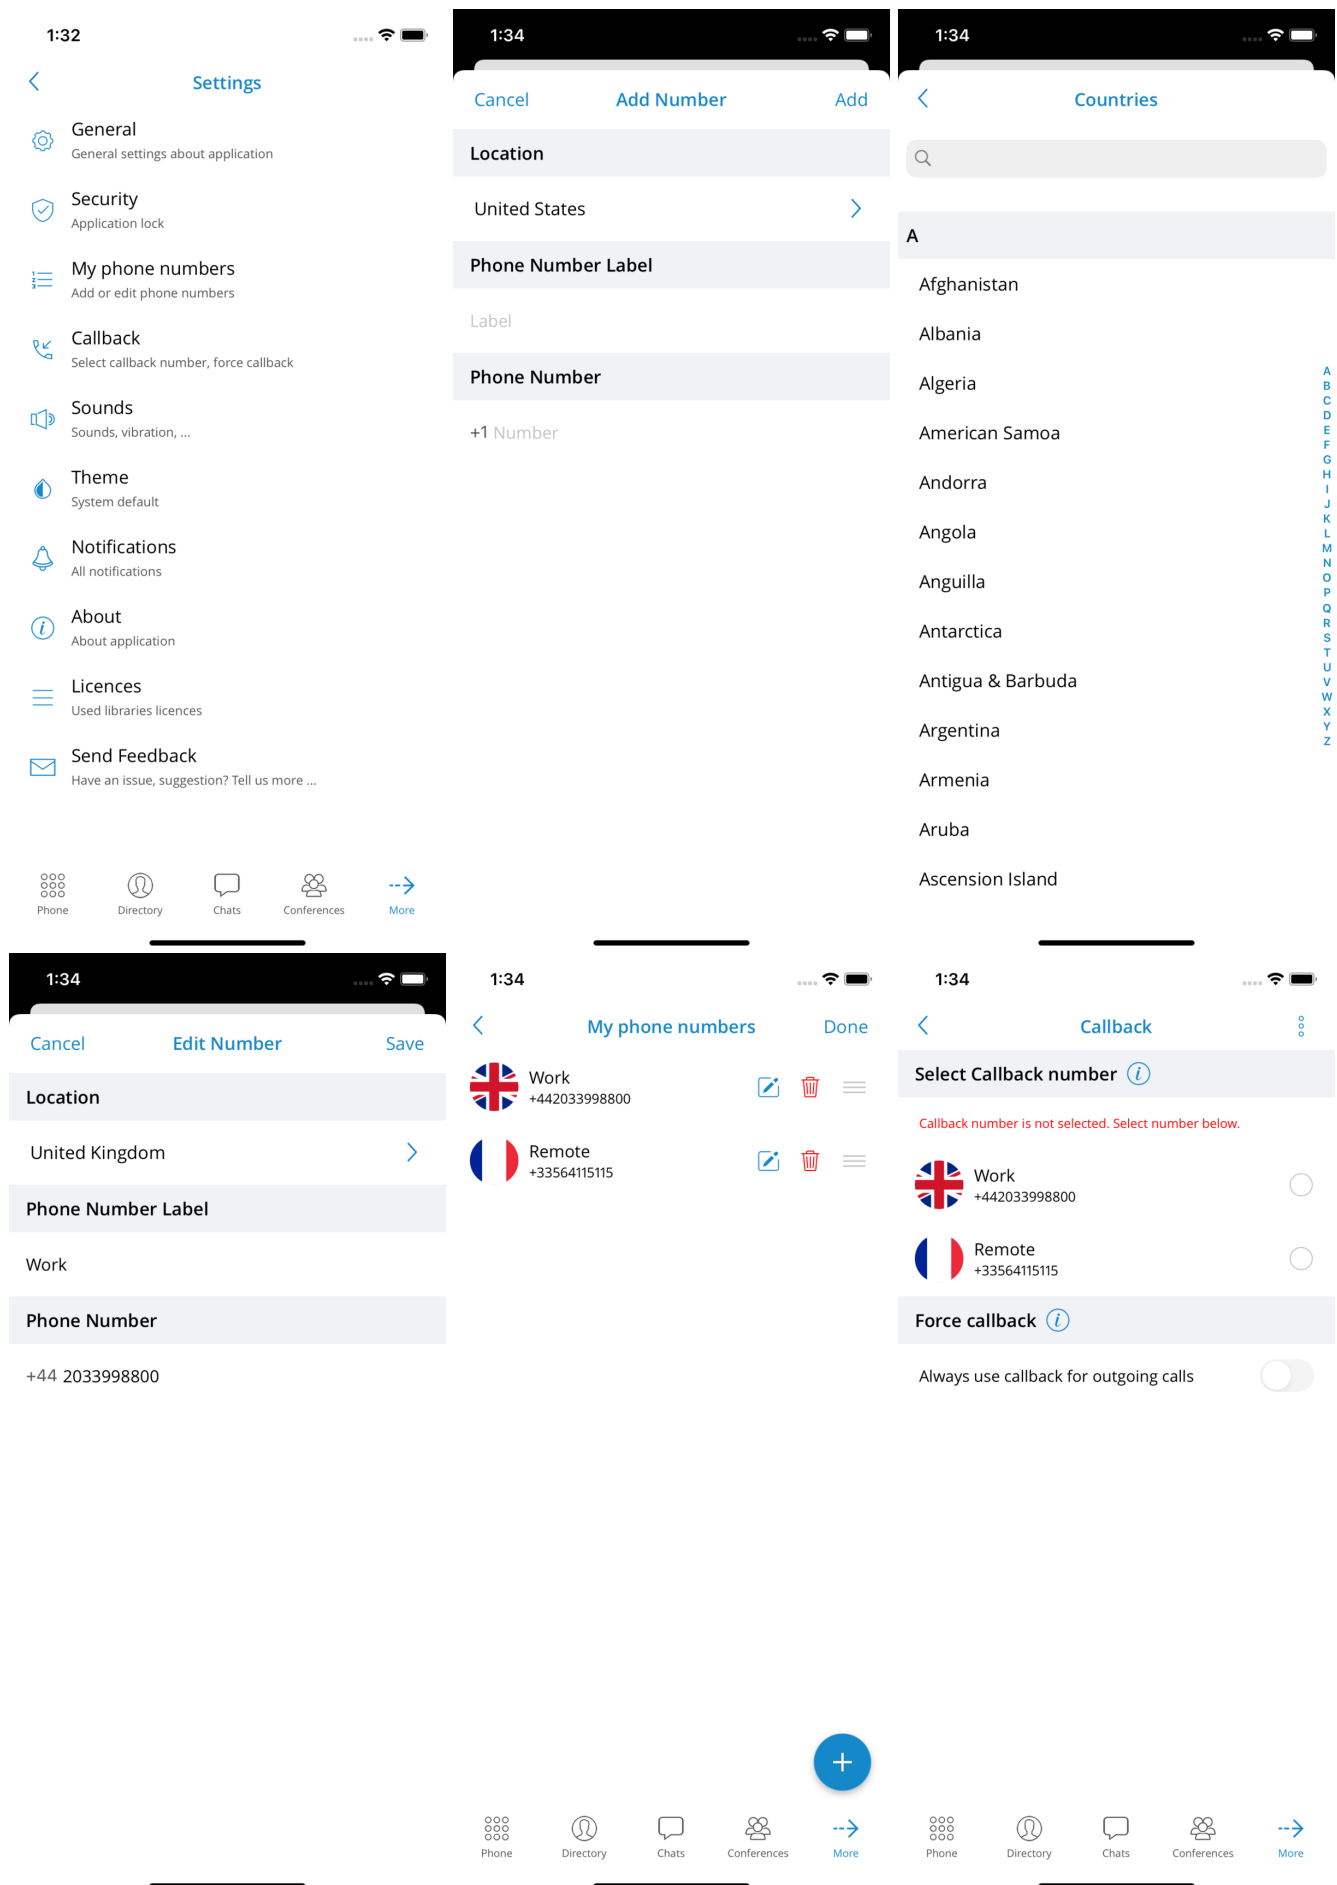 1:32
Settings
General
General settings about application
Security
Application lock
My phone numbers
Add or edit phone numbers
Callback
Select callback number, force callback
Sounds
Sounds, vibration, ...
Theme
System default
Notifications
All notifications
About
About application
Licences
Used libraries licences
Send Feedback
Have an issue, suggestion? Tell us more ...
Phone Directory Chats Conferences More
1:34
Cancel Add Number Add
Location
United States
Phone Number Label
Label
Phone Number
+1 Number
1:34
Countries
A
Afghanistan
Albania
Algeria
American Samoa
Andorra
Angola
Anguilla
Antarctica
Antigua & Barbuda
Argentina
Armenia
Aruba
Ascension Island
A
B
C
D
E
F
G
H
I
J
K
L
M
N
O
P
Q
R
S
T
U
V
W
X
Y
Z
1:34
Cancel Edit Number Save
Location
United Kingdom
Phone Number Label
Work
Phone Number
+44 2033998800
1:34
My phone numbers Done
Work
+442033998800
Remote
+33564115115
Phone Directory Chats Conferences More
1:34
Callback
Select Callback number
Callback number is not selected. Select number below.
Work
+442033998800
Remote
+33564115115
Force callback
Always use callback for outgoing calls
Phone Directory Chats Conferences More